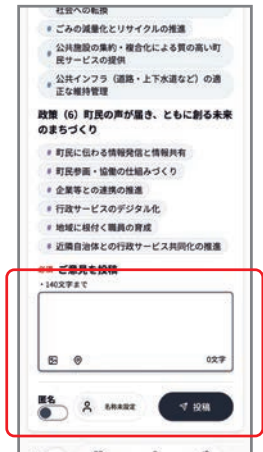 社会への転換
# ごみの減量化とリサイクルの推進
# 公共施設の集約・複合化による質の高い町
民サービスの提供
# 公共インフラ（道路・上下水道など）の適
正な維持管理
政策（6）町民の声が届き、ともに創る未来
のまちづくり
# 町民に伝わる情報発信と情報共有
# 町民参画・協働の仕組みづくり
# 企業等との連携の推進
# 行政サービスのデジタル化
# 地域に根付く職員の育成
# 近隣自治体との行政サービス共同化の推進
必須 ご意見を投稿
・140文字まで
0文字
匿名
名称未設定
投稿